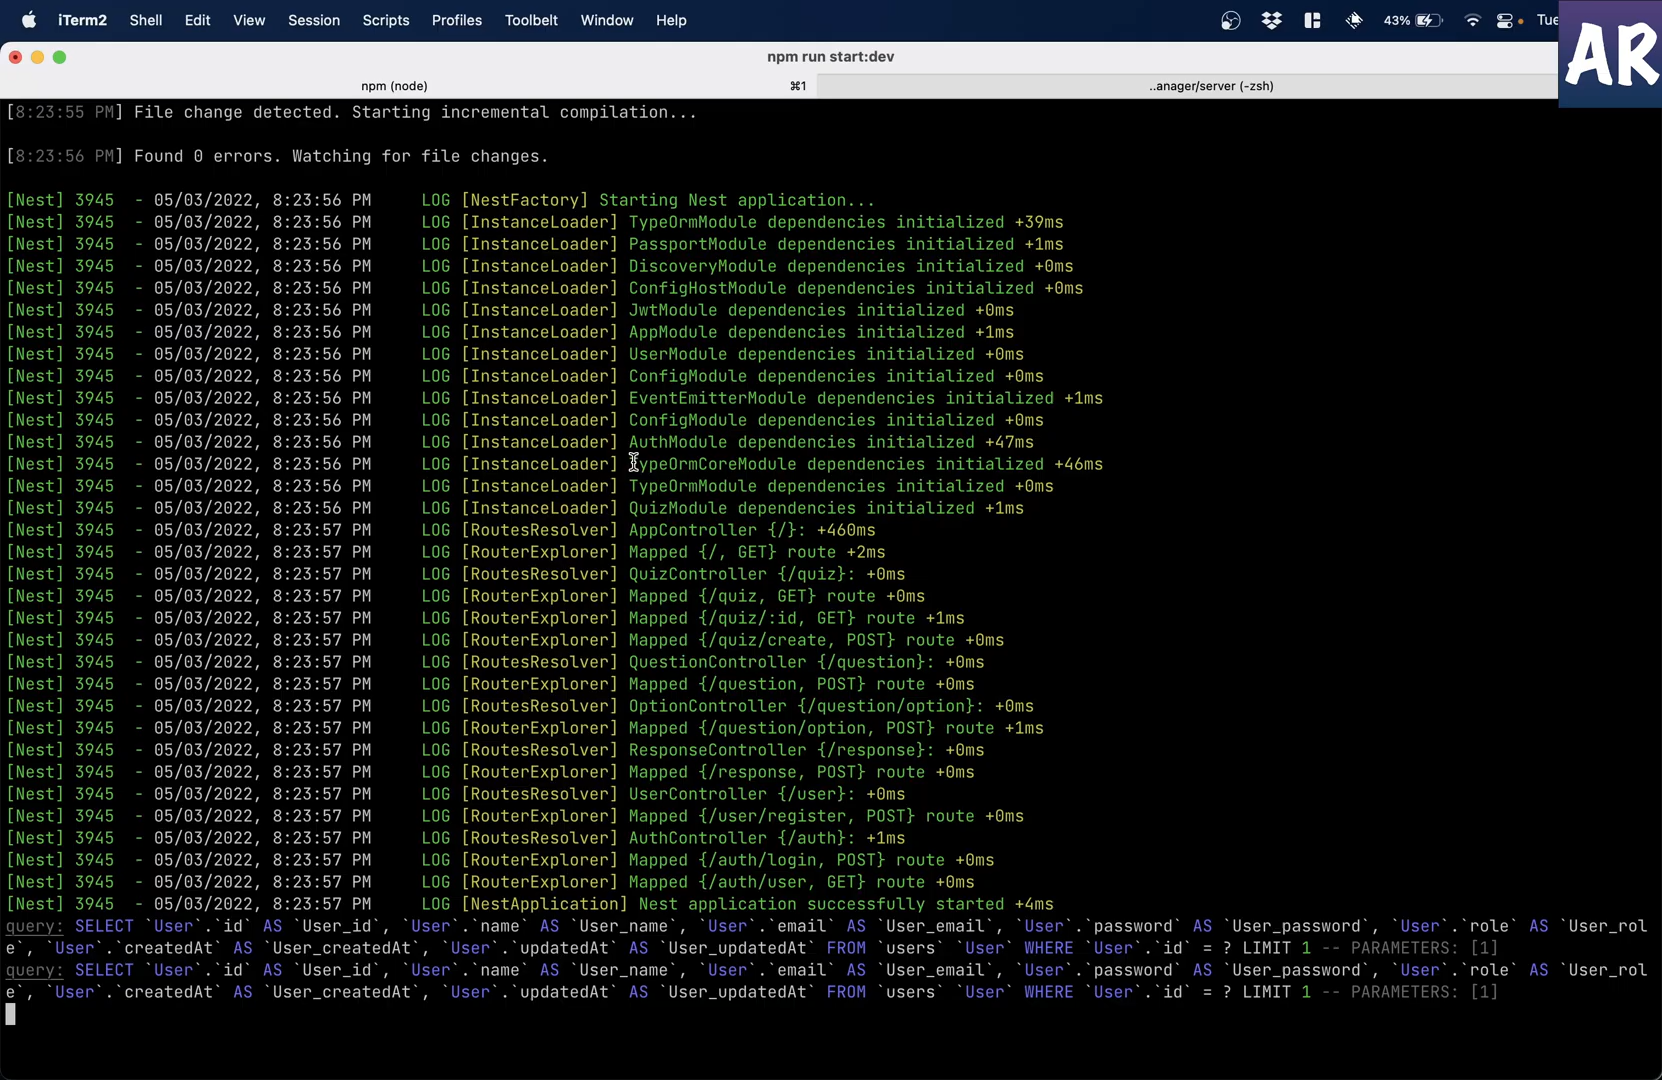 iTerm2 Shell Edit View Session Scripts Profiles Toolbelt Window Help 43% Tue
AR
npm run start:dev
npm (node) ⌘1 ..anager/server (-zsh)
[8:23:55 PM] File change detected. Starting incremental compilation...
[8:23:56 PM] Found 0 errors. Watching for file changes.
[Nest] 3945 - 05/03/2022, 8:23:56 PM LOG [NestFactory] Starting Nest application...
[Nest] 3945 - 05/03/2022, 8:23:56 PM LOG [InstanceLoader] TypeOrmModule dependencies initialized +39ms
[Nest] 3945 - 05/03/2022, 8:23:56 PM LOG [InstanceLoader] PassportModule dependencies initialized +1ms
[Nest] 3945 - 05/03/2022, 8:23:56 PM LOG [InstanceLoader] DiscoveryModule dependencies initialized +0ms
[Nest] 3945 - 05/03/2022, 8:23:56 PM LOG [InstanceLoader] ConfigHostModule dependencies initialized +0ms
[Nest] 3945 - 05/03/2022, 8:23:56 PM LOG [InstanceLoader] JwtModule dependencies initialized +0ms
[Nest] 3945 - 05/03/2022, 8:23:56 PM LOG [InstanceLoader] AppModule dependencies initialized +1ms
[Nest] 3945 - 05/03/2022, 8:23:56 PM LOG [InstanceLoader] UserModule dependencies initialized +0ms
[Nest] 3945 - 05/03/2022, 8:23:56 PM LOG [InstanceLoader] ConfigModule dependencies initialized +0ms
[Nest] 3945 - 05/03/2022, 8:23:56 PM LOG [InstanceLoader] EventEmitterModule dependencies initialized +1ms
[Nest] 3945 - 05/03/2022, 8:23:56 PM LOG [InstanceLoader] ConfigModule dependencies initialized +0ms
[Nest] 3945 - 05/03/2022, 8:23:56 PM LOG [InstanceLoader] AuthModule dependencies initialized +47ms
[Nest] 3945 - 05/03/2022, 8:23:56 PM LOG [InstanceLoader] TypeOrmCoreModule dependencies initialized +46ms
[Nest] 3945 - 05/03/2022, 8:23:56 PM LOG [InstanceLoader] TypeOrmModule dependencies initialized +0ms
[Nest] 3945 - 05/03/2022, 8:23:56 PM LOG [InstanceLoader] QuizModule dependencies initialized +1ms
[Nest] 3945 - 05/03/2022, 8:23:57 PM LOG [RoutesResolver] AppController {/}: +460ms
[Nest] 3945 - 05/03/2022, 8:23:57 PM LOG [RouterExplorer] Mapped {/, GET} route +2ms
[Nest] 3945 - 05/03/2022, 8:23:57 PM LOG [RoutesResolver] QuizController {/quiz}: +0ms
[Nest] 3945 - 05/03/2022, 8:23:57 PM LOG [RouterExplorer] Mapped {/quiz, GET} route +0ms
[Nest] 3945 - 05/03/2022, 8:23:57 PM LOG [RouterExplorer] Mapped {/quiz/:id, GET} route +1ms
[Nest] 3945 - 05/03/2022, 8:23:57 PM LOG [RouterExplorer] Mapped {/quiz/create, POST} route +0ms
[Nest] 3945 - 05/03/2022, 8:23:57 PM LOG [RoutesResolver] QuestionController {/question}: +0ms
[Nest] 3945 - 05/03/2022, 8:23:57 PM LOG [RouterExplorer] Mapped {/question, POST} route +0ms
[Nest] 3945 - 05/03/2022, 8:23:57 PM LOG [RoutesResolver] OptionController {/question/option}: +0ms
[Nest] 3945 - 05/03/2022, 8:23:57 PM LOG [RouterExplorer] Mapped {/question/option, POST} route +1ms
[Nest] 3945 - 05/03/2022, 8:23:57 PM LOG [RoutesResolver] ResponseController {/response}: +0ms
[Nest] 3945 - 05/03/2022, 8:23:57 PM LOG [RouterExplorer] Mapped {/response, POST} route +0ms
[Nest] 3945 - 05/03/2022, 8:23:57 PM LOG [RoutesResolver] UserController {/user}: +0ms
[Nest] 3945 - 05/03/2022, 8:23:57 PM LOG [RouterExplorer] Mapped {/user/register, POST} route +0ms
[Nest] 3945 - 05/03/2022, 8:23:57 PM LOG [RoutesResolver] AuthController {/auth}: +1ms
[Nest] 3945 - 05/03/2022, 8:23:57 PM LOG [RouterExplorer] Mapped {/auth/login, POST} route +0ms
[Nest] 3945 - 05/03/2022, 8:23:57 PM LOG [RouterExplorer] Mapped {/auth/user, GET} route +0ms
[Nest] 3945 - 05/03/2022, 8:23:57 PM LOG [NestApplication] Nest application successfully started +4ms
query: SELECT `User`.`id` AS `User_id`, `User`.`name` AS `User_name`, `User`.`email` AS `User_email`, `User`.`password` AS `User_password`, `User`.`role` AS `User_rol
e`, `User`.`createdAt` AS `User_createdAt`, `User`.`updatedAt` AS `User_updatedAt` FROM `users` `User` WHERE `User`.`id` = ? LIMIT 1 -- PARAMETERS: [1]
query: SELECT `User`.`id` AS `User_id`, `User`.`name` AS `User_name`, `User`.`email` AS `User_email`, `User`.`password` AS `User_password`, `User`.`role` AS `User_rol
e`, `User`.`createdAt` AS `User_createdAt`, `User`.`updatedAt` AS `User_updatedAt` FROM `users` `User` WHERE `User`.`id` = ? LIMIT 1 -- PARAMETERS: [1]